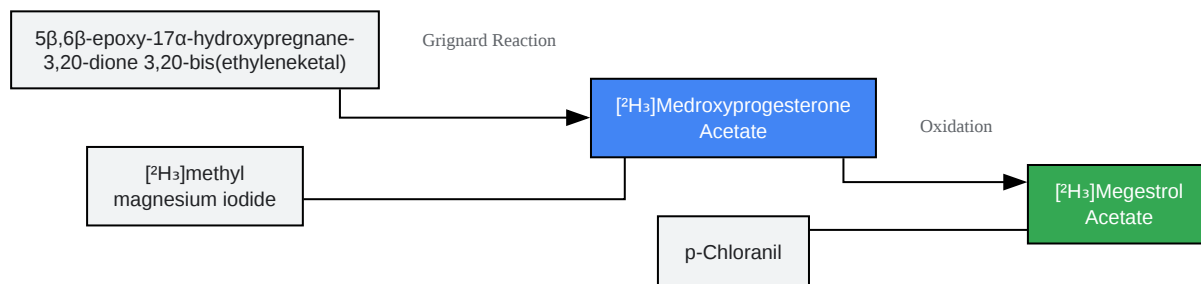 5β,6β-epoxy-17α-hydroxypregnane-
3,20-dione 3,20-bis(ethyleneketal)
Grignard Reaction
[²H₃]Medroxyprogesterone
Acetate
Oxidation
[²H₃]methyl
magnesium iodide
[²H₃]Megestrol
Acetate
p-Chloranil